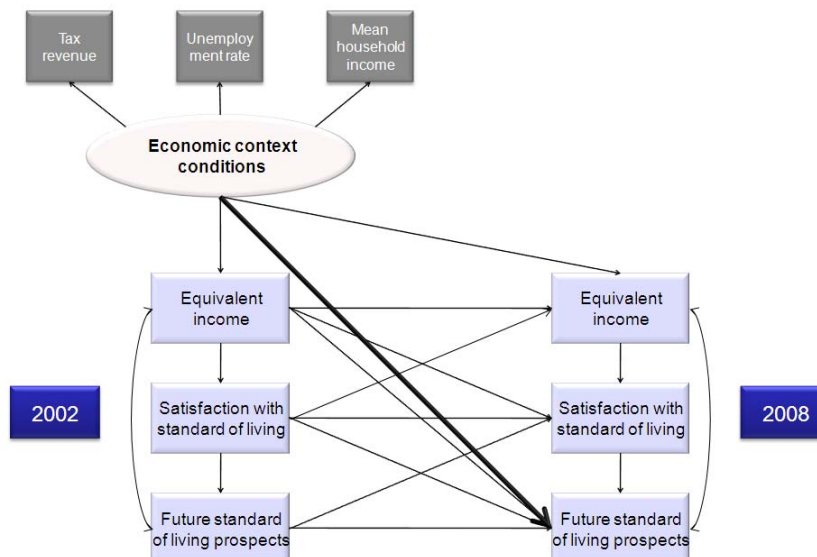 Tax
revenue
Unemploy
ment rate
Mean
household
income
Economic context
conditions
Equivalent
income
Equivalent
income
2002
Satisfaction with
standard of living
Satisfaction with
standard of living
2008
Future standard
of living prospects
Future standard
of living prospects